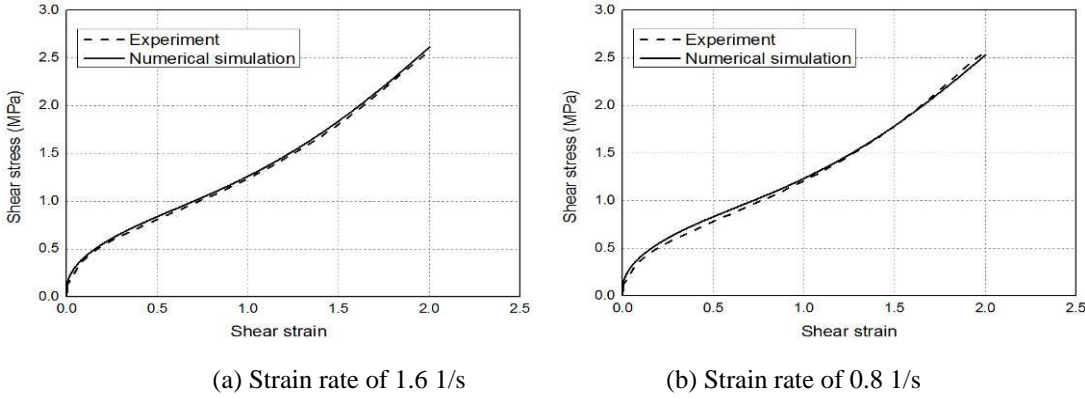 3.0
2.5
2.0
1.5
1.0
0.5
0.0
Shear stress (MPa)
Experiment
Numerical simulation
0.0 0.5 1.0 1.5 2.0 2.5
Shear strain
(a) Strain rate of 1.6 1/s
3.0
2.5
2.0
1.5
1.0
0.5
0.0
Shear stress (MPa)
Experiment
Numerical simulation
0.0 0.5 1.0 1.5 2.0 2.5
Shear strain
(b) Strain rate of 0.8 1/s